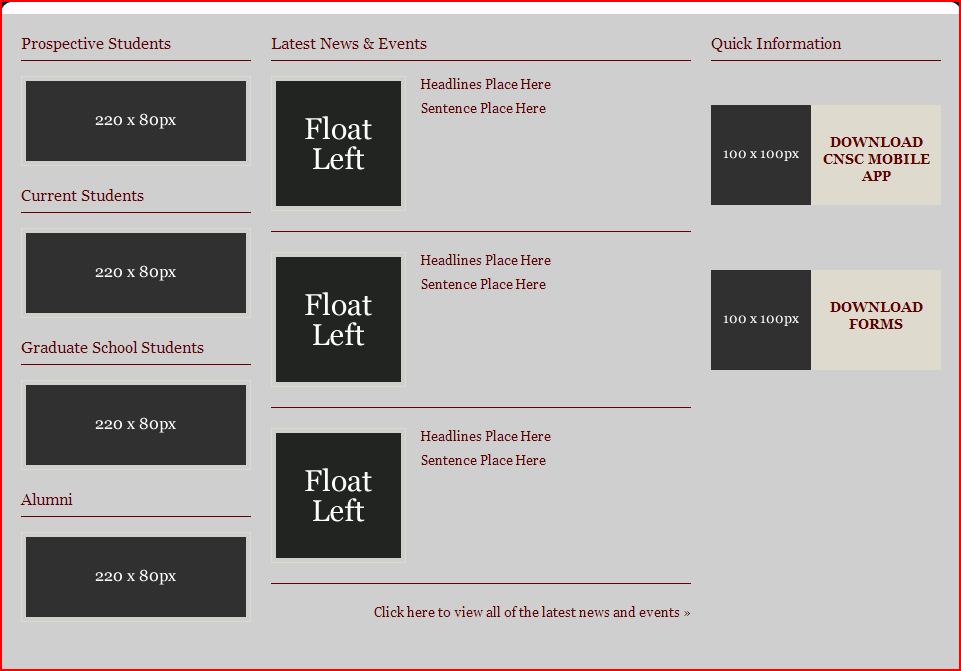 Prospective Students
220 x 80px
Current Students
220 x 80px
Graduate School Students
220 x 80px
Alumni
220 x 80px
Latest News & Events
Float
Left
Headlines Place Here
Sentence Place Here
Float
Left
Headlines Place Here
Sentence Place Here
Float
Left
Headlines Place Here
Sentence Place Here
Click here to view all of the latest news and events »
Quick Information
100 x 100px
DOWNLOAD
CNSC MOBILE
APP
100 x 100px
DOWNLOAD
FORMS